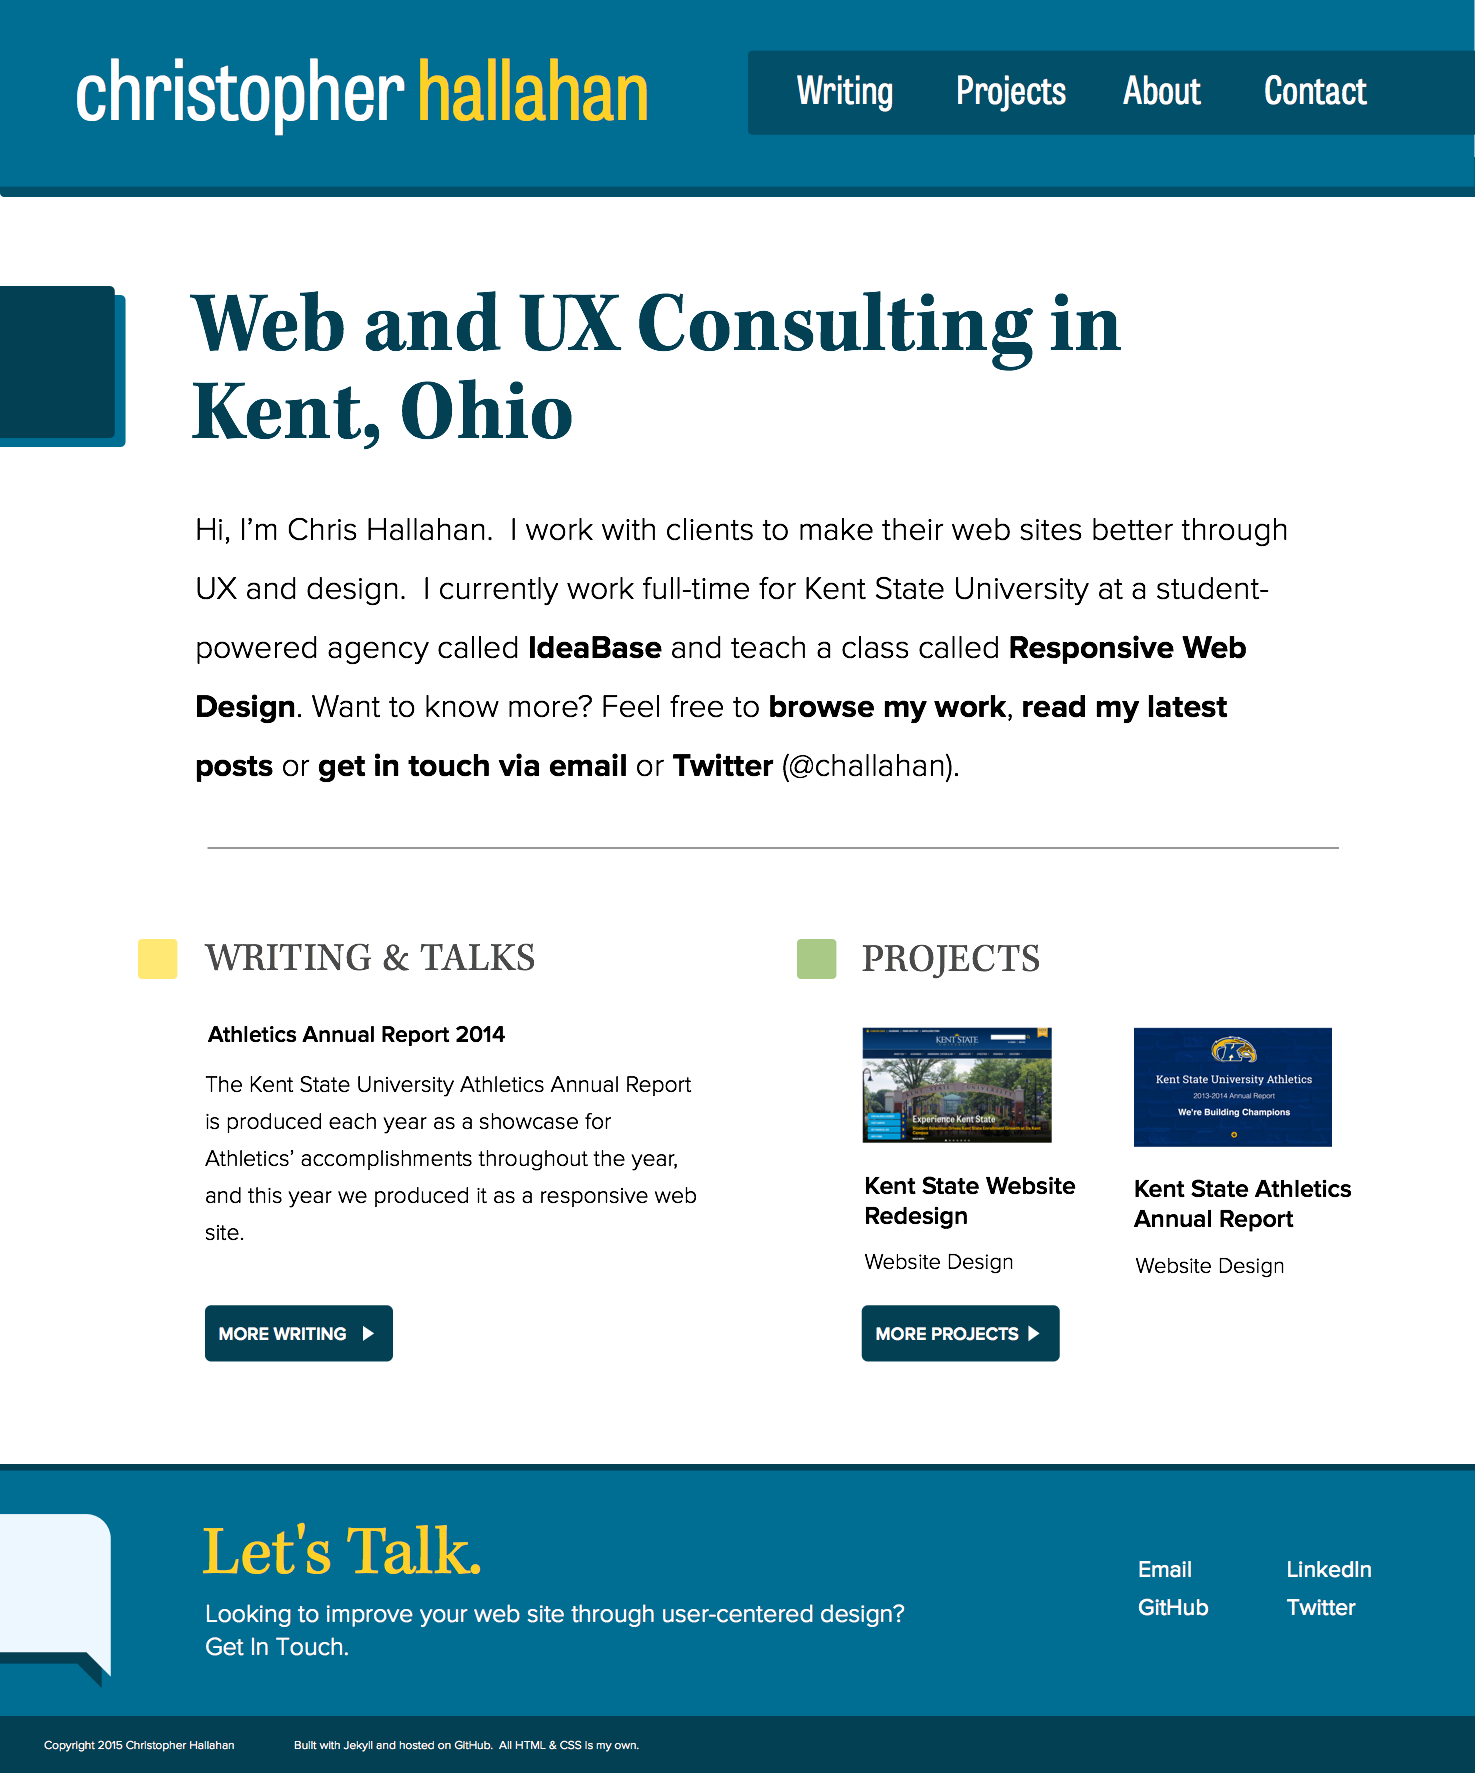 christopher hallahan
Writing Projects About Contact
Web and UX Consulting in
Kent, Ohio
Hi, I’m Chris Hallahan.  I work with clients to make their web sites better through
UX and design.  I currently work full-time for Kent State University at a student-
powered agency called IdeaBase and teach a class called Responsive Web
Design. Want to know more? Feel free to browse my work, read my latest
posts or get in touch via email or Twitter (@challahan).
WRITING & TALKS
Athletics Annual Report 2014
The Kent State University Athletics Annual Report
is produced each year as a showcase for
Athletics’ accomplishments throughout the year,
and this year we produced it as a responsive web
site.
MORE WRITING
PROJECTS
KENT STATE
Experience Kent State
Kent State Website
Redesign
Website Design
Kent State University Athletics
2013-2014 Annual Report
We're Building Champions
Kent State Athletics
Annual Report
Website Design
MORE PROJECTS
Let's Talk.
Looking to improve your web site through user-centered design?
Get In Touch.
Email LinkedIn
GitHub Twitter
Copyright 2015 Christopher Hallahan
Built with Jekyll and hosted on GitHub.  All HTML & CSS is my own.